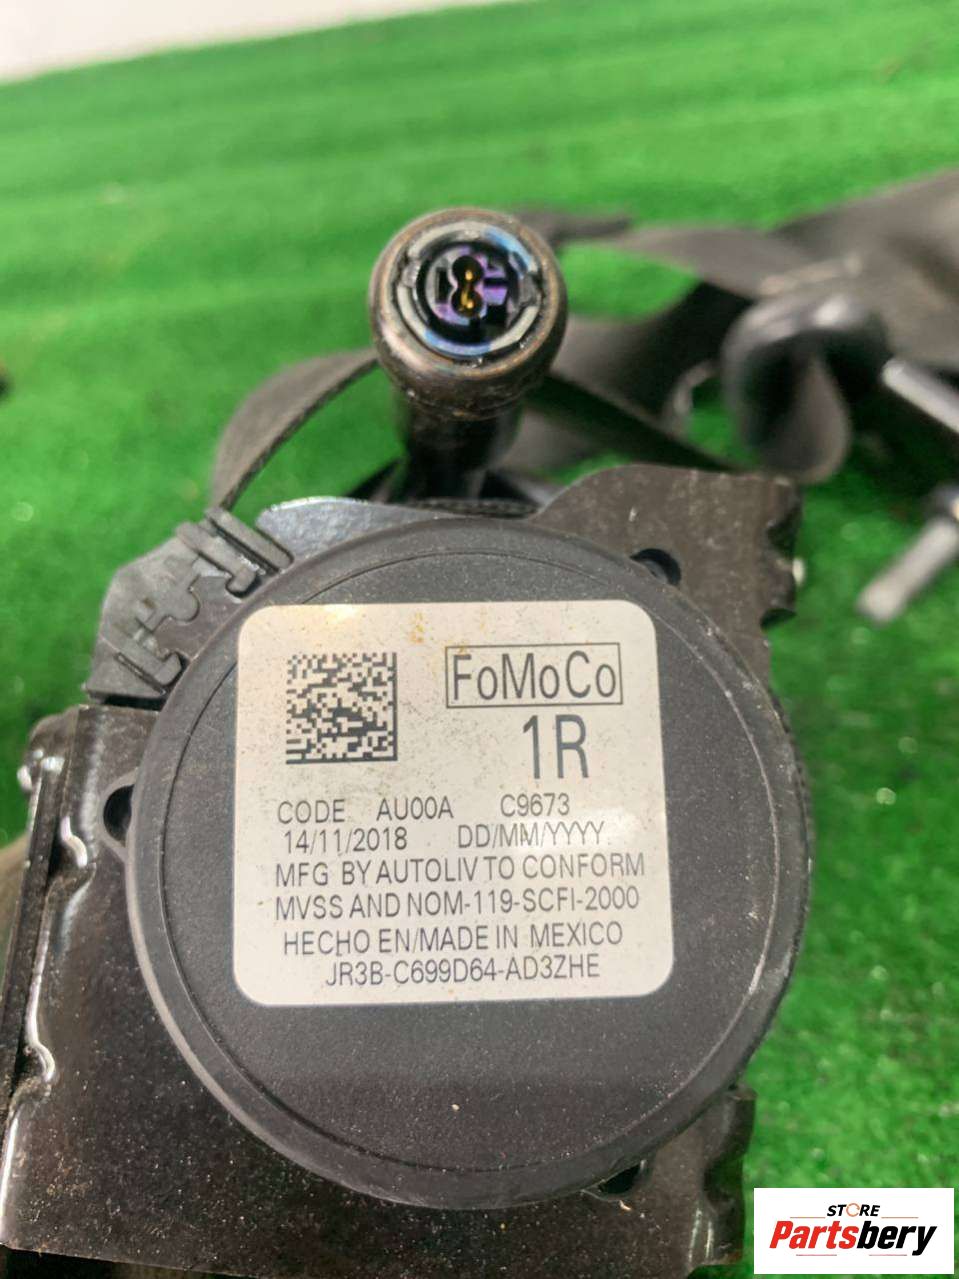 FoMoCo
1R
CODE AU00A C9673
14/11/2018 DD/MM/YYYY
MFG BY AUTOLIV TO CONFORM
MVSS AND NOM-119-SCFI-2000
HECHO EN/MADE IN MEXICO
JR3B-C699D64-AD3ZHE
STORE
Partsbery